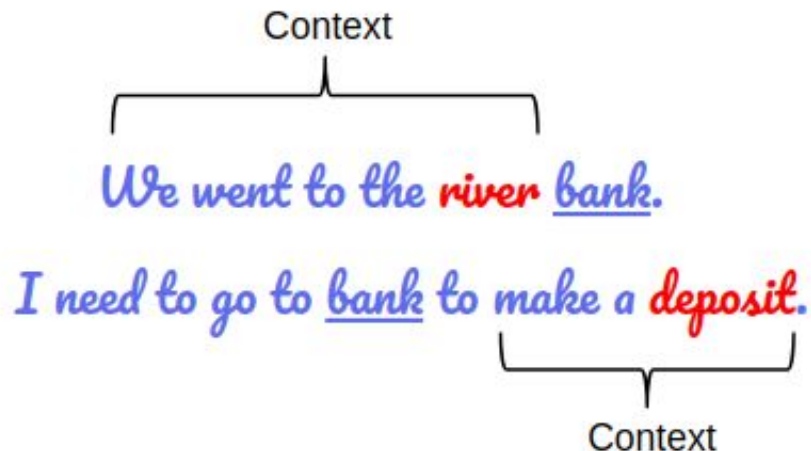 Context
We went to the river bank.
I need to go to bank to make a deposit.
Context